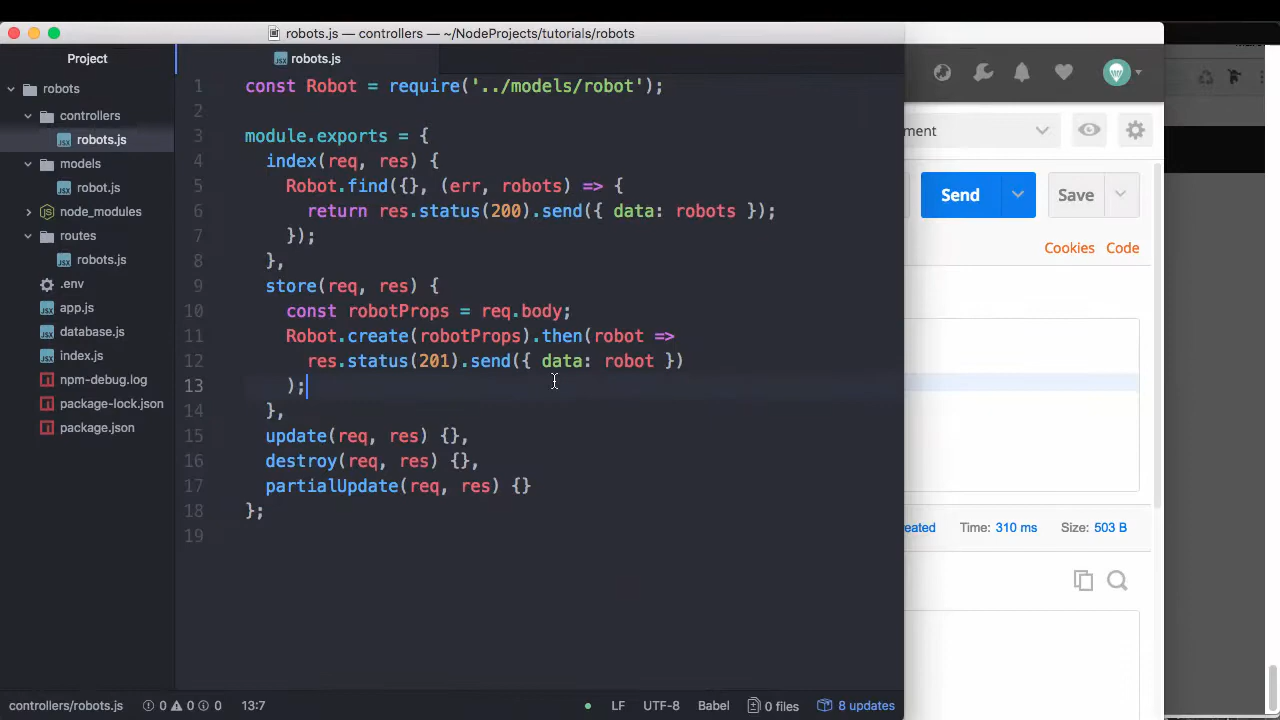 robots.js — controllers — ~/NodeProjects/tutorials/robots
Project
robots
controllers
robots.js
models
robot.js
node_modules
routes
robots.js
.env
app.js
database.js
index.js
npm-debug.log
package-lock.json
package.json
robots.js
1 const Robot = require('../models/robot');
2
3 module.exports = {
4 index(req, res) {
5 Robot.find({}, (err, robots) => {
6 return res.status(200).send({ data: robots });
7 });
8 },
9 store(req, res) {
10 const robotProps = req.body;
11 Robot.create(robotProps).then(robot =>
12 res.status(201).send({ data: robot })
13 );
14 },
15 update(req, res) {},
16 destroy(req, res) {},
17 partialUpdate(req, res) {}
18 };
19
controllers/robots.js 0 0 0 13:7 LF UTF-8 Babel 0 files 8 updates
ment
Send Save
Cookies Code
eated Time: 310 ms Size: 503 B